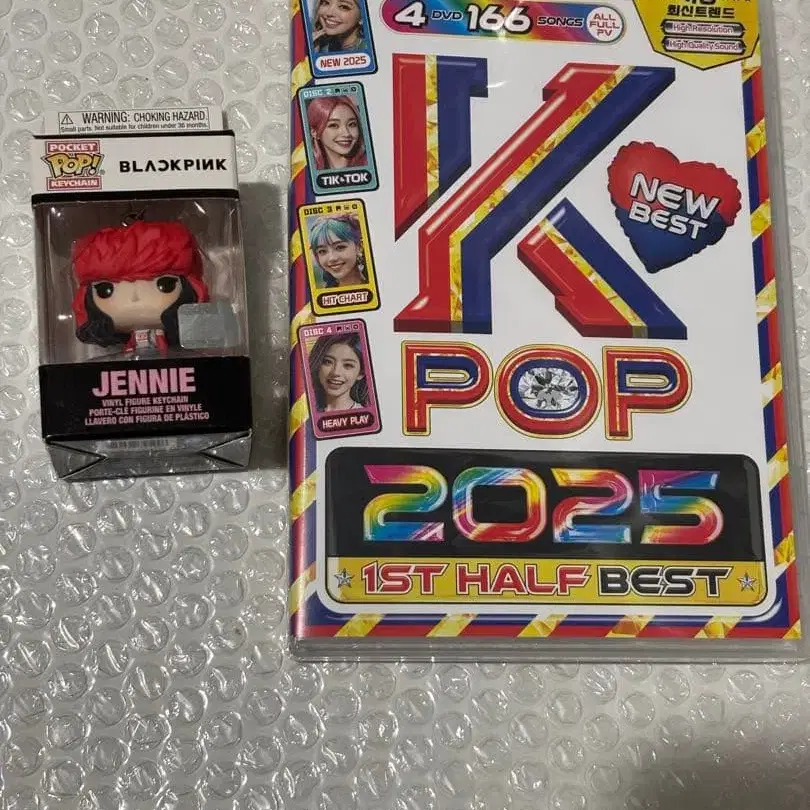 WARNING: CHOKING HAZARD.
Small parts. Not suitable for children under 36 months.
POCKET
POP!
KEYCHAIN
BLACKPINK
JENNIE
VINYL FIGURE KEYCHAIN
PORTE-CLÉ FIGURINE EN VINYLE
LLAVERO CON FIGURA DE PLÁSTICO
4 DVD 166 SONGS
ALL
FULL
PV
최신트렌드
High Resolution
High Quality Sound
NEW 2025
DISC 2
TIK TOK
DISC 3
HIT CHART
DISC 4
HEAVY PLAY
K
NEW
BEST
POP
2025
1ST HALF BEST